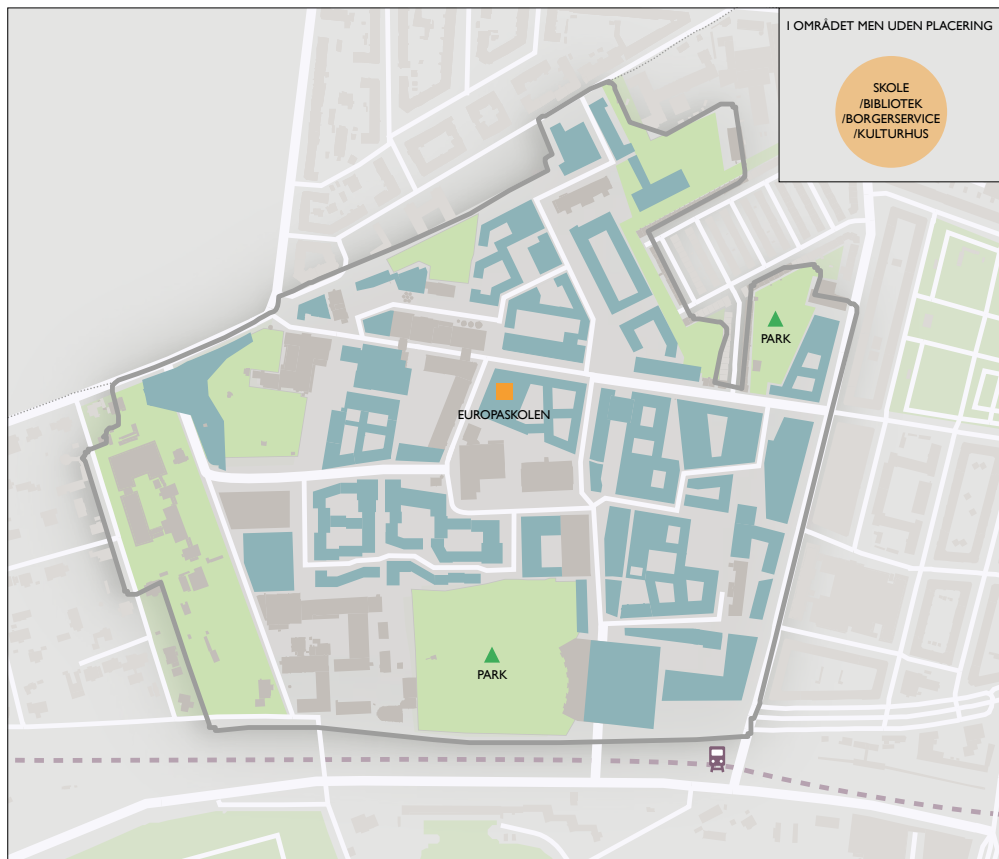 I OMRÅDET MEN UDEN PLACERING
SKOLE
/BIBLIOTEK
/BORGERSERVICE
/KULTURHUS
PARK
EUROPASKOLEN
PARK